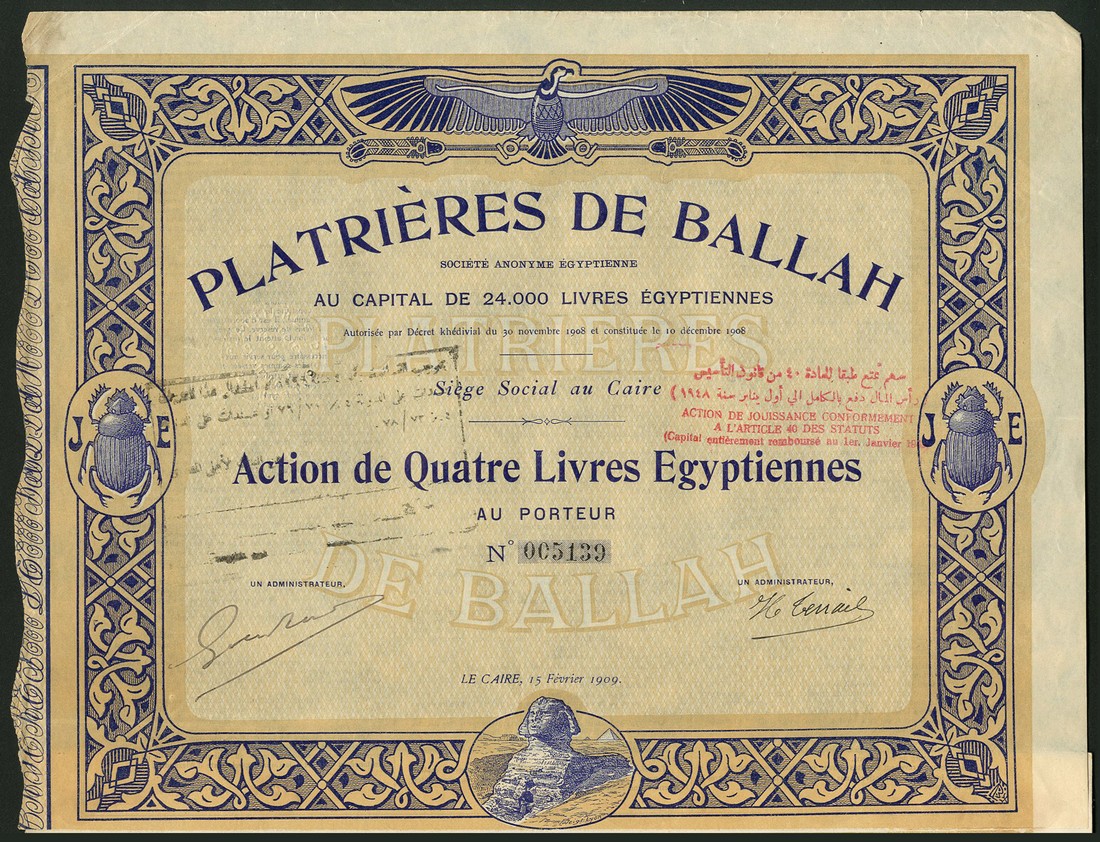 PLATRIÈRES DE BALLAH
SOCIÉTÉ ANONYME ÉGYPTIENNE
AU CAPITAL DE 24.000 LIVRES ÉGYPTIENNES
Autorisée par Décret khédivial du 30 novembre 1908 et constituée le 10 décembre 1908
PLATRIERES
Siège Social au Caire
سهم تمتع طبقا للمادة ٤٠ من قانون التأسيس
(رأس المال دفع بالكامل الي أول يناير سنة ١٩٤٨)
ACTION DE JOUISSANCE CONFORMEMENT
A L'ARTICLE 40 DES STATUTS
(Capital entièrement remboursé au 1er. Janvier
J E
J E
Action de Quatre Livres Egyptiennes
AU PORTEUR
N° 005139
DE BALLAH
UN ADMINISTRATEUR,
UN ADMINISTRATEUR,
LE CAIRE, 15 Février 1909.